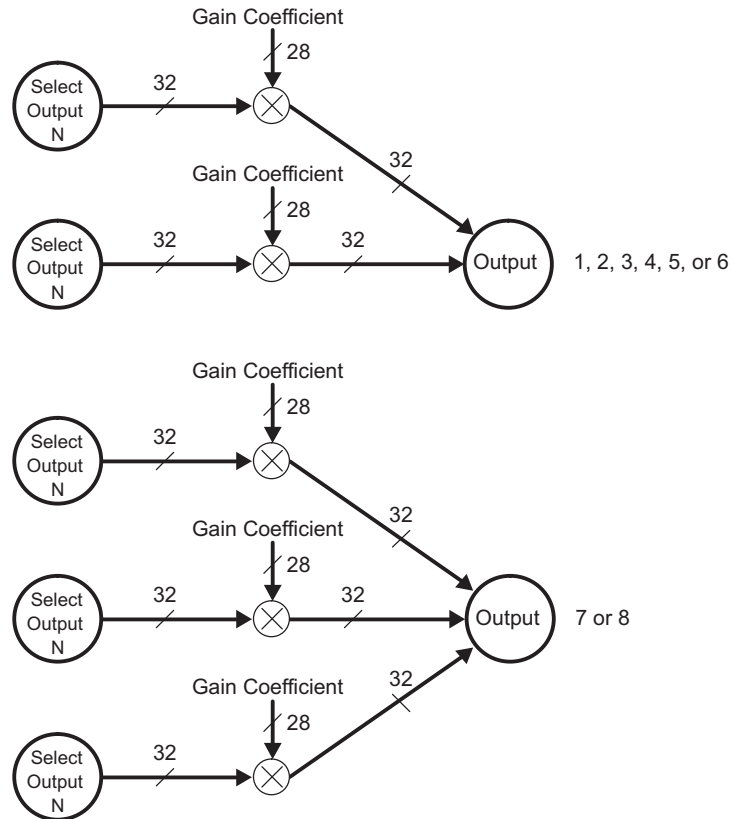 Gain Coefficient
28
Select
Output
N
32
32
Gain Coefficient
28
Select
Output
N
32
32
Output
1, 2, 3, 4, 5, or 6
Gain Coefficient
28
Select
Output
N
32
32
Gain Coefficient
28
Select
Output
N
32
32
Output
7 or 8
Gain Coefficient
28
Select
Output
N
32
32